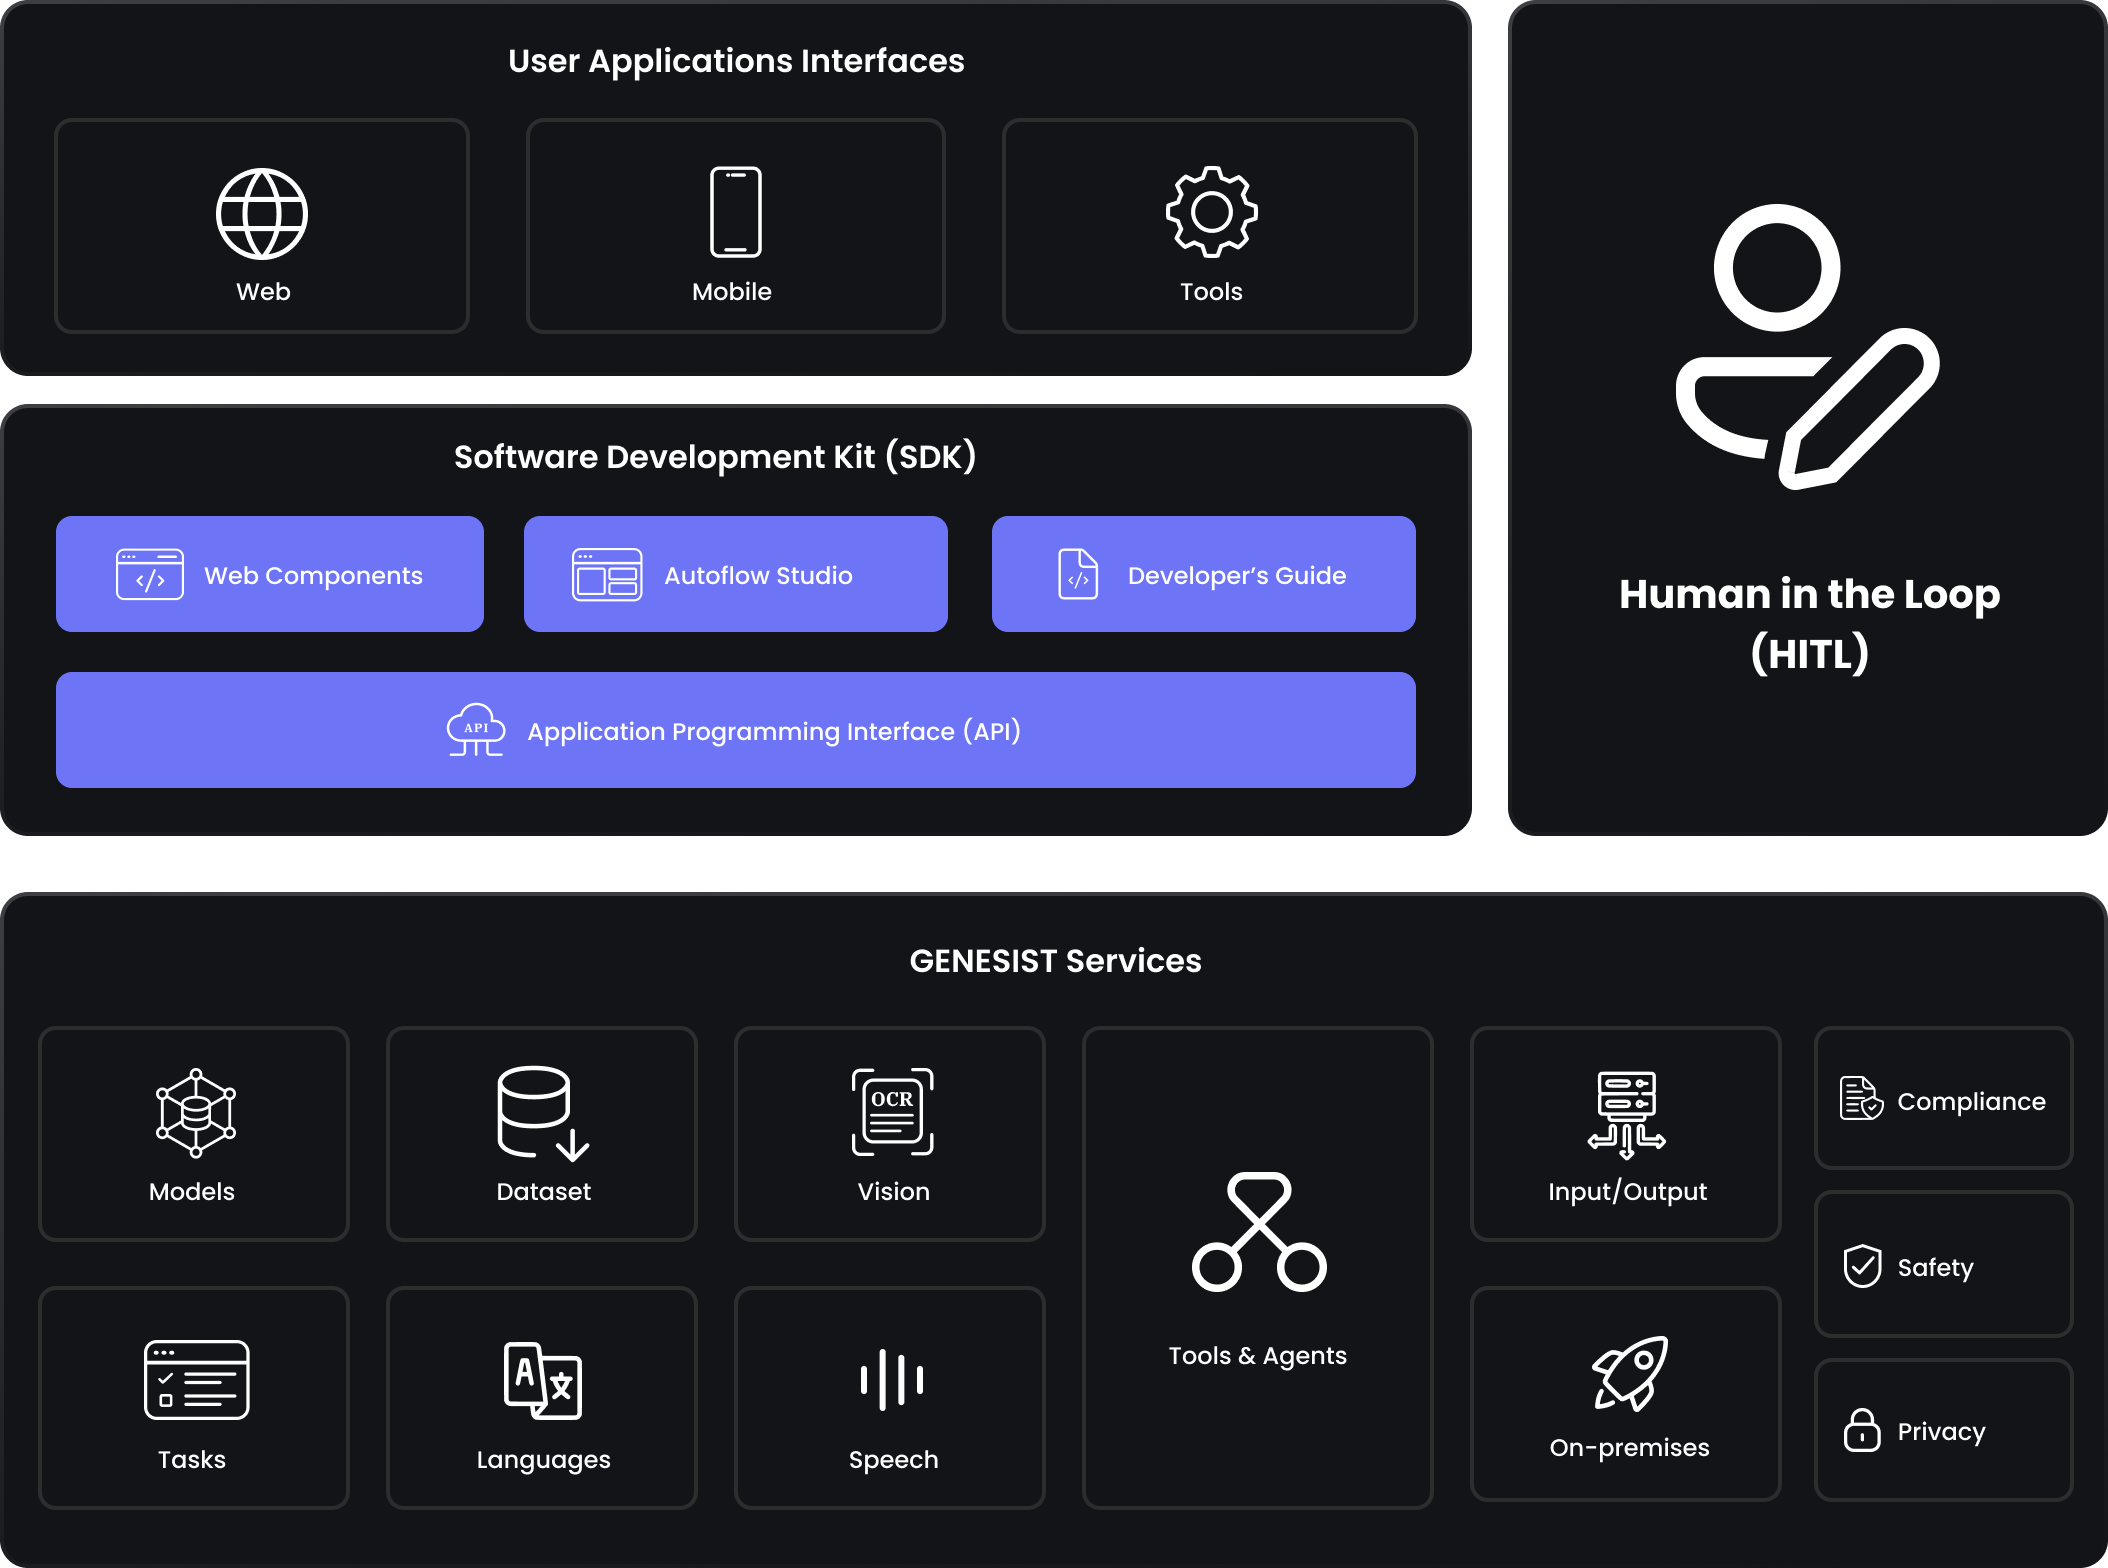 User Applications Interfaces
Web
Mobile
Tools
Software Development Kit (SDK)
Web Components
Autoflow Studio
Developer’s Guide
API
Application Programming Interface (API)
Human in the Loop
(HITL)
GENESIST Services
Models
Dataset
OCR
Vision
Tools & Agents
Input/Output
Compliance
Safety
Privacy
Tasks
A 文
Languages
Speech
On-premises